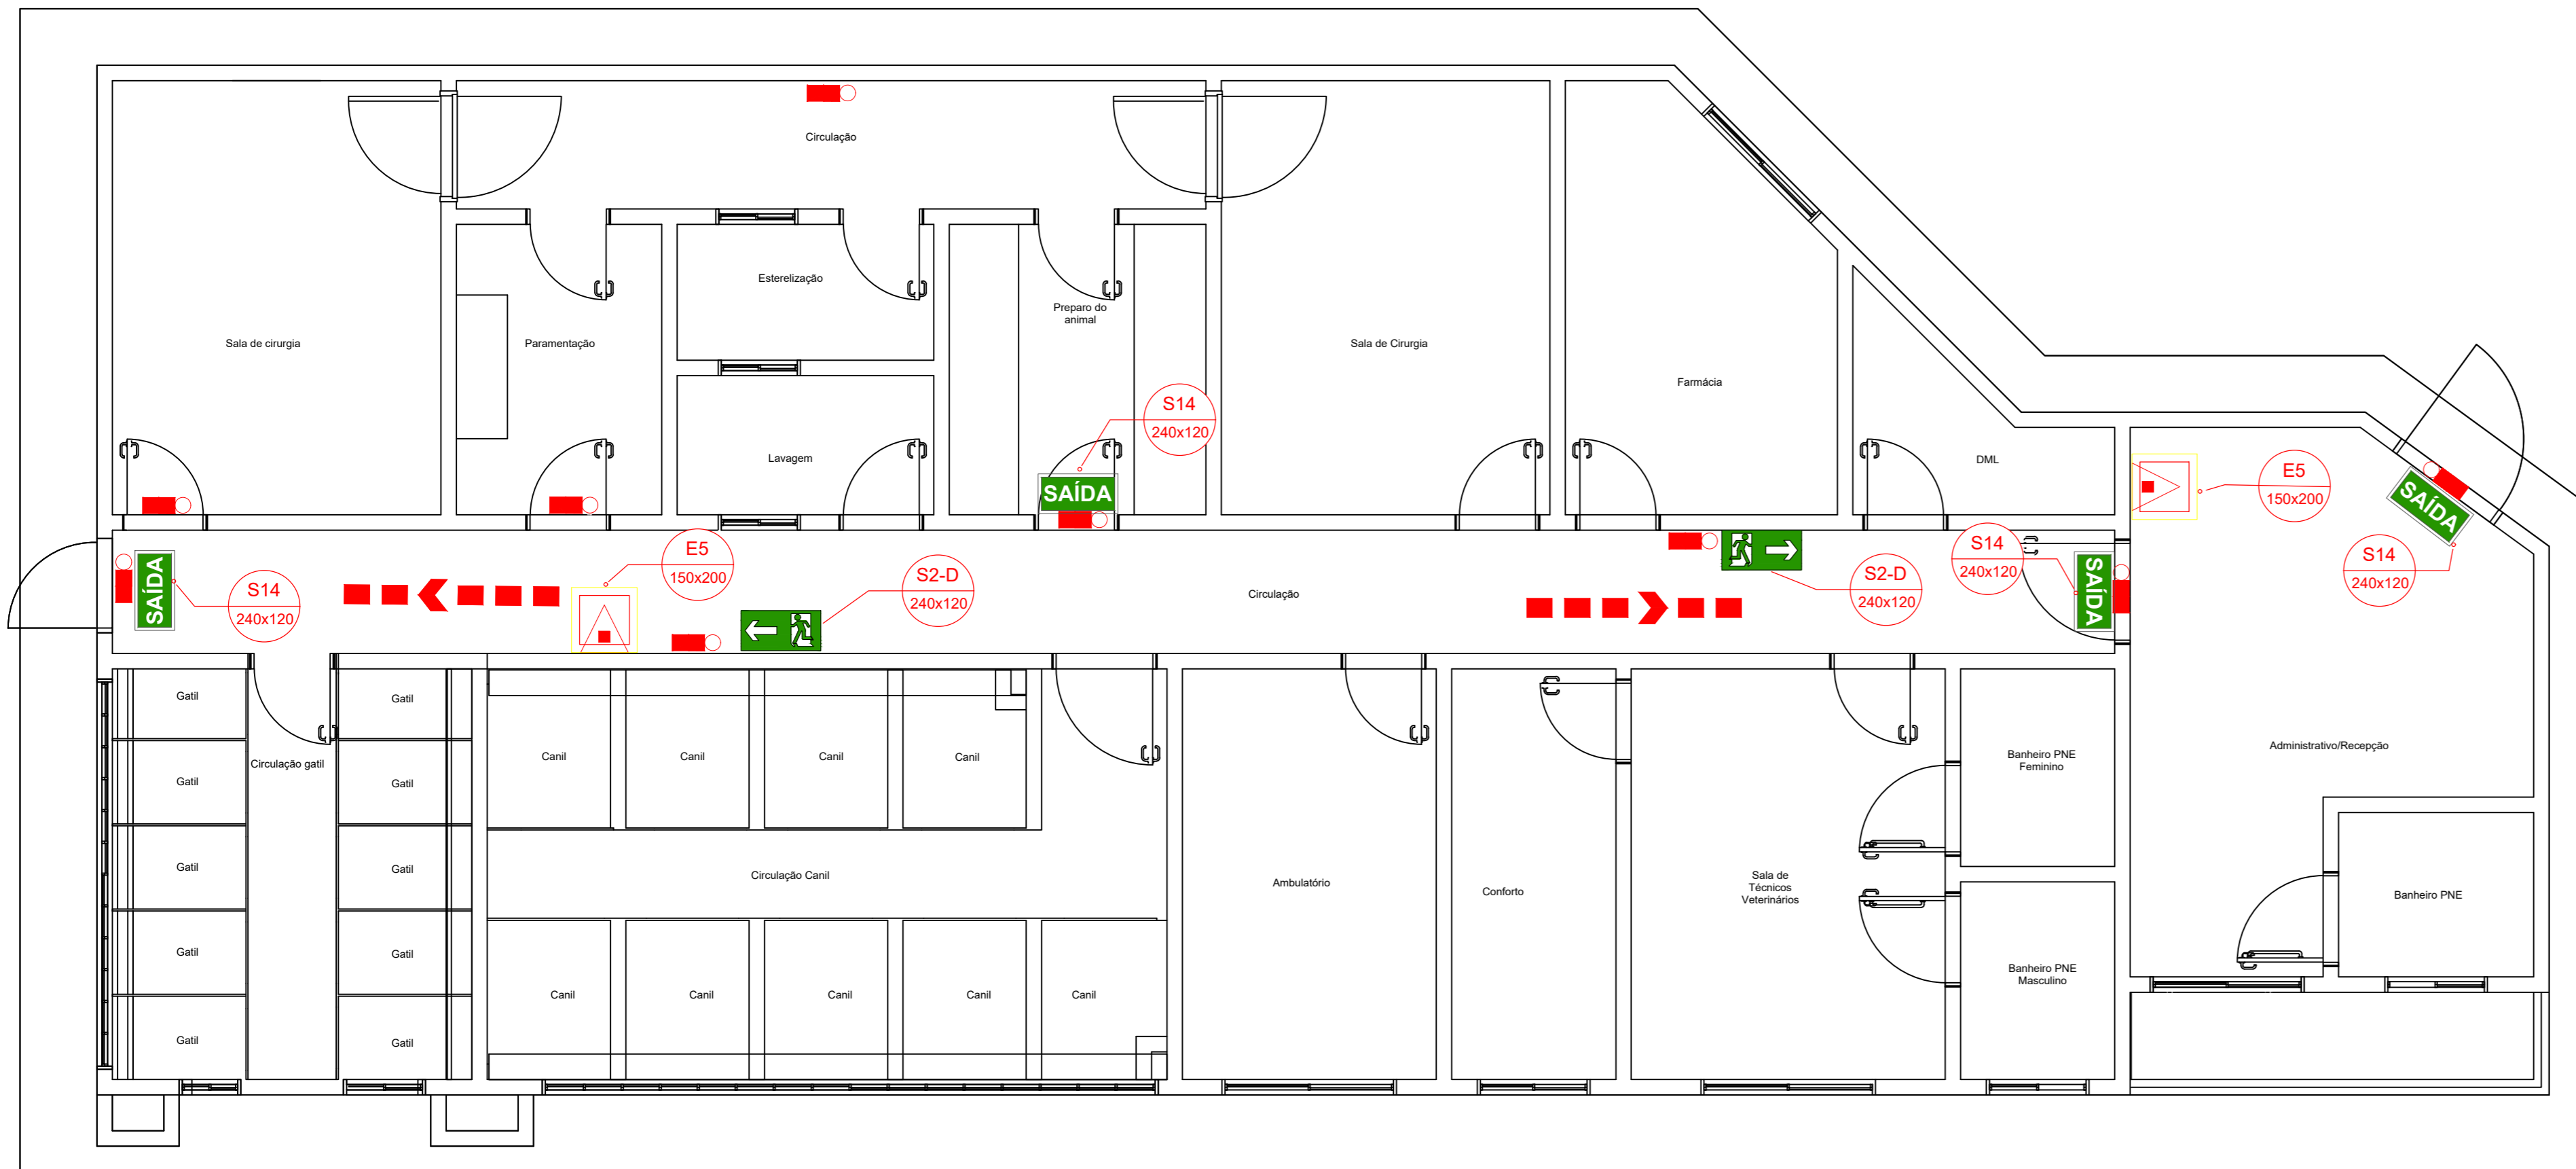 Circulação
Sala de cirurgia
Paramentação
Esterelização
Lavagem
Preparo do
animal
S14
240x120
SAÍDA
Sala de Cirurgia
Farmácia
DML
E5
150x200
SAÍDA
S14
240x120
SAÍDA
S14
240x120
E5
150x200
S2-D
240x120
Circulação
S2-D
240x120
S14
240x120
SAÍDA
Gatil
Gatil
Gatil
Gatil
Gatil
Circulação gatil
Gatil
Gatil
Gatil
Gatil
Gatil
Canil
Canil
Canil
Canil
Circulação Canil
Canil
Canil
Canil
Canil
Canil
Ambulatório
Conforto
Sala de
Técnicos
Veterinários
Banheiro PNE
Feminino
Banheiro PNE
Masculino
Administrativo/Recepção
Banheiro PNE